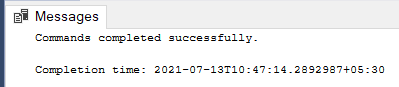 Messages
Commands completed successfully.
Completion time: 2021-07-13T10:47:14.2892987+05:30